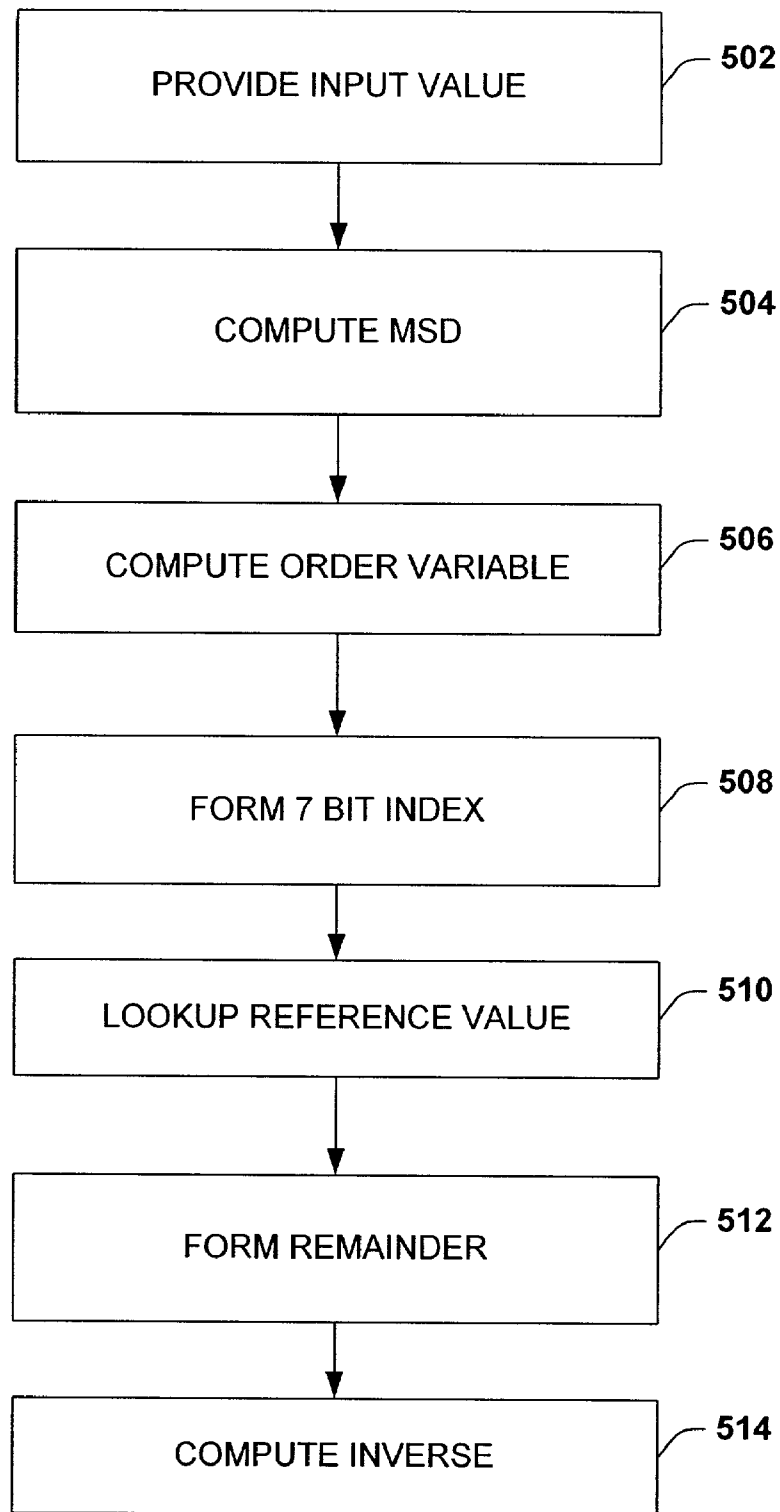 PROVIDE INPUT VALUE
502
COMPUTE MSD
504
COMPUTE ORDER VARIABLE
506
FORM 7 BIT INDEX
508
LOOKUP REFERENCE VALUE
510
FORM REMAINDER
512
COMPUTE INVERSE
514